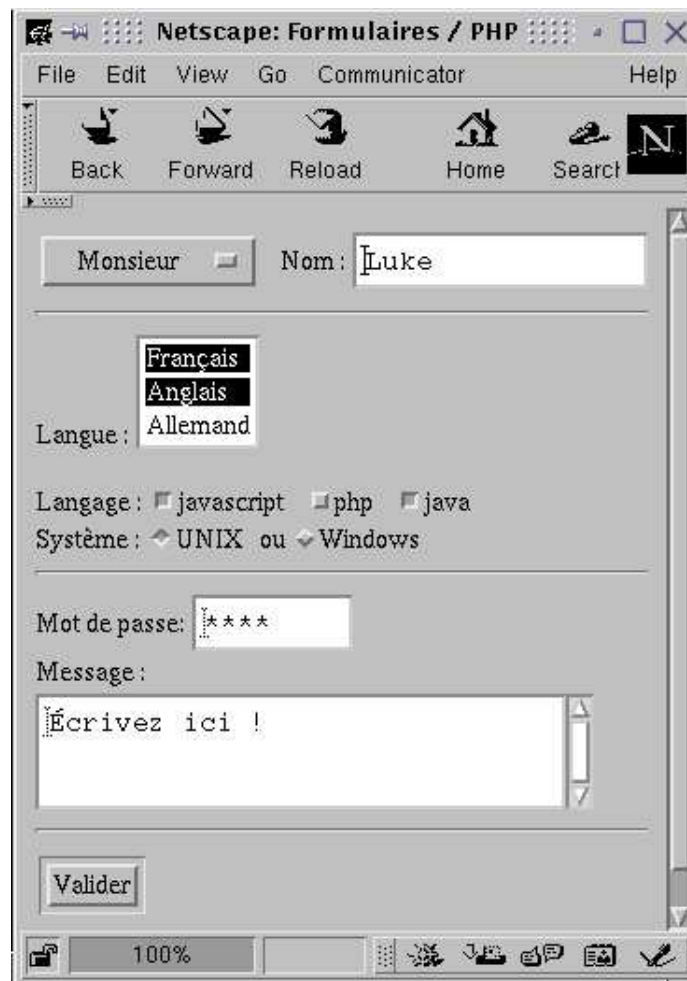 Netscape: Formulaires / PHP
File Edit View Go Communicator Help
Back Forward Reload Home Search
N
Monsieur Nom : Luke
Français
Anglais
Langue : Allemand
Langage : javascript php java
Système : UNIX ou Windows
Mot de passe: ****
Message :
Écrivez ici !
Valider
100%